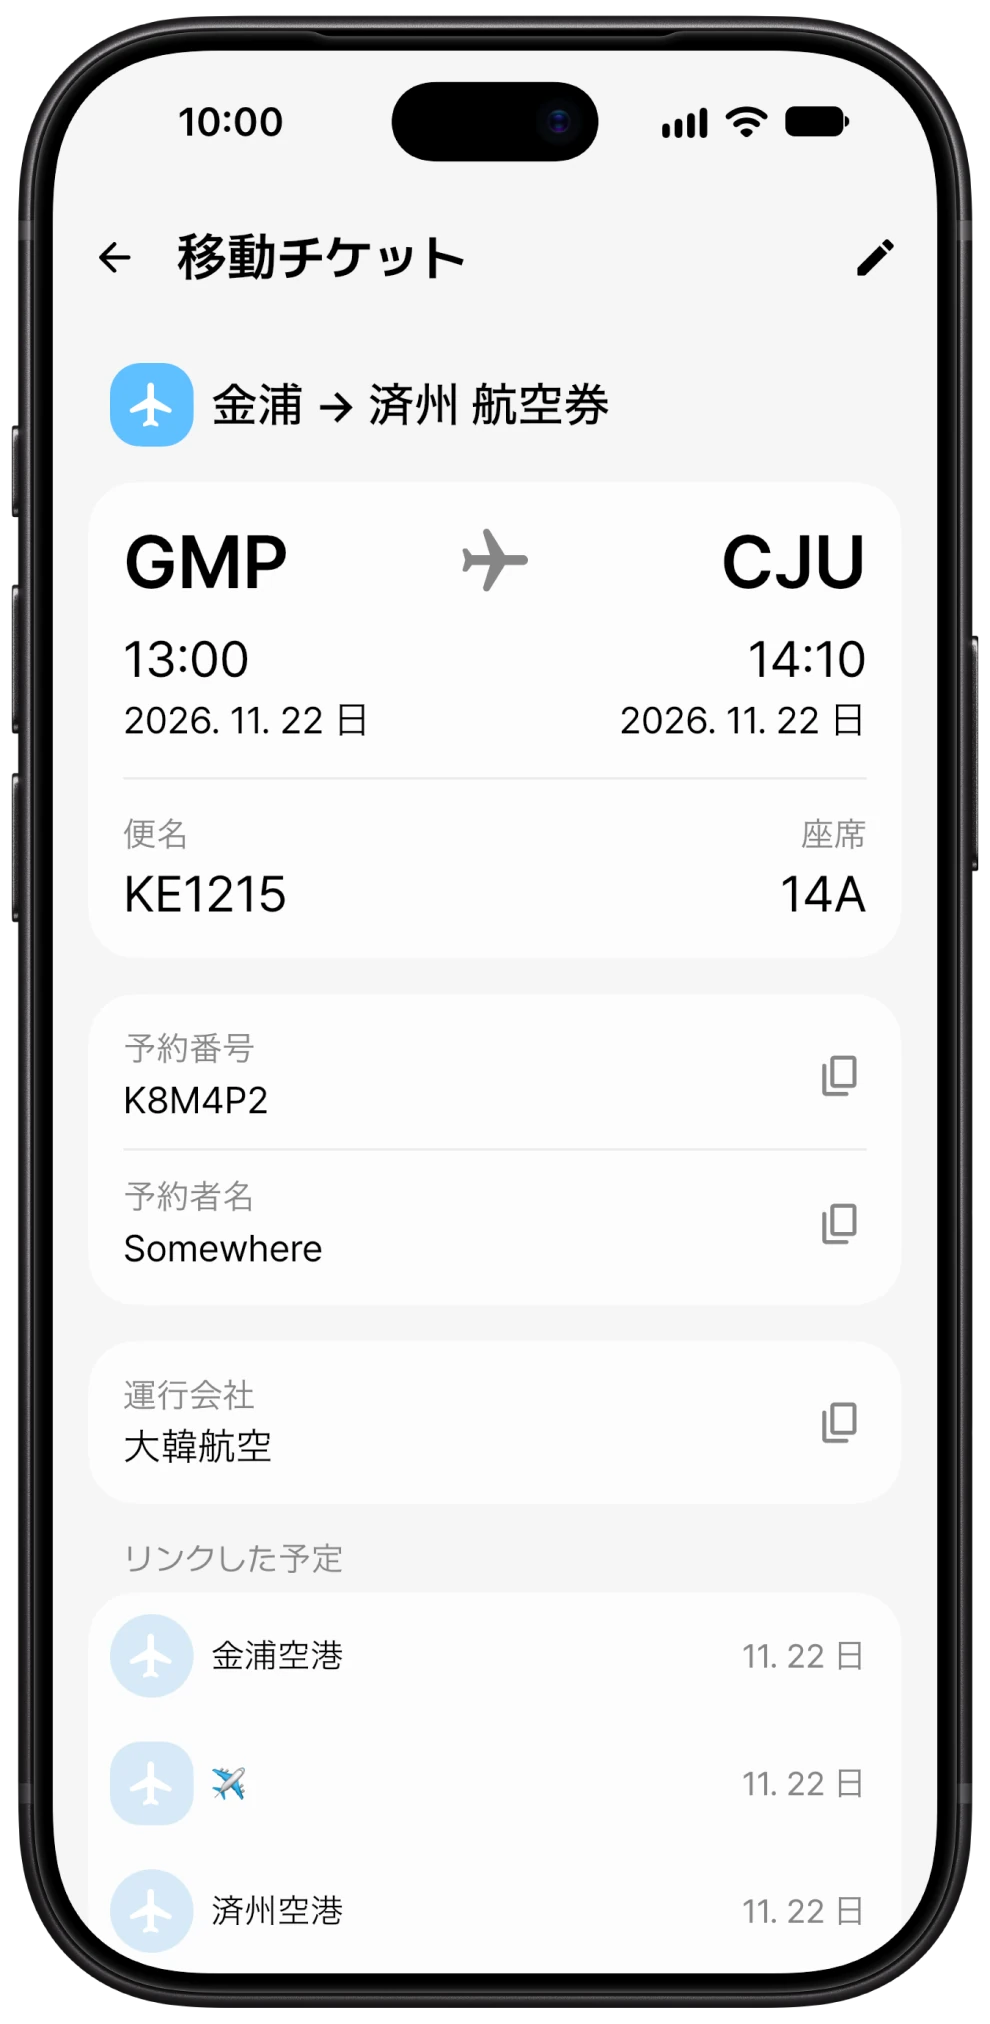 10:00
移動チケット
金浦 → 済州 航空券
GMP CJU
13:00 14:10
2026. 11. 22 日 2026. 11. 22 日
便名 座席
KE1215 14A
予約番号
K8M4P2
予約者名
Somewhere
運行会社
大韓航空
リンクした予定
金浦空港 11. 22 日
✈️ 11. 22 日
済州空港 11. 22 日